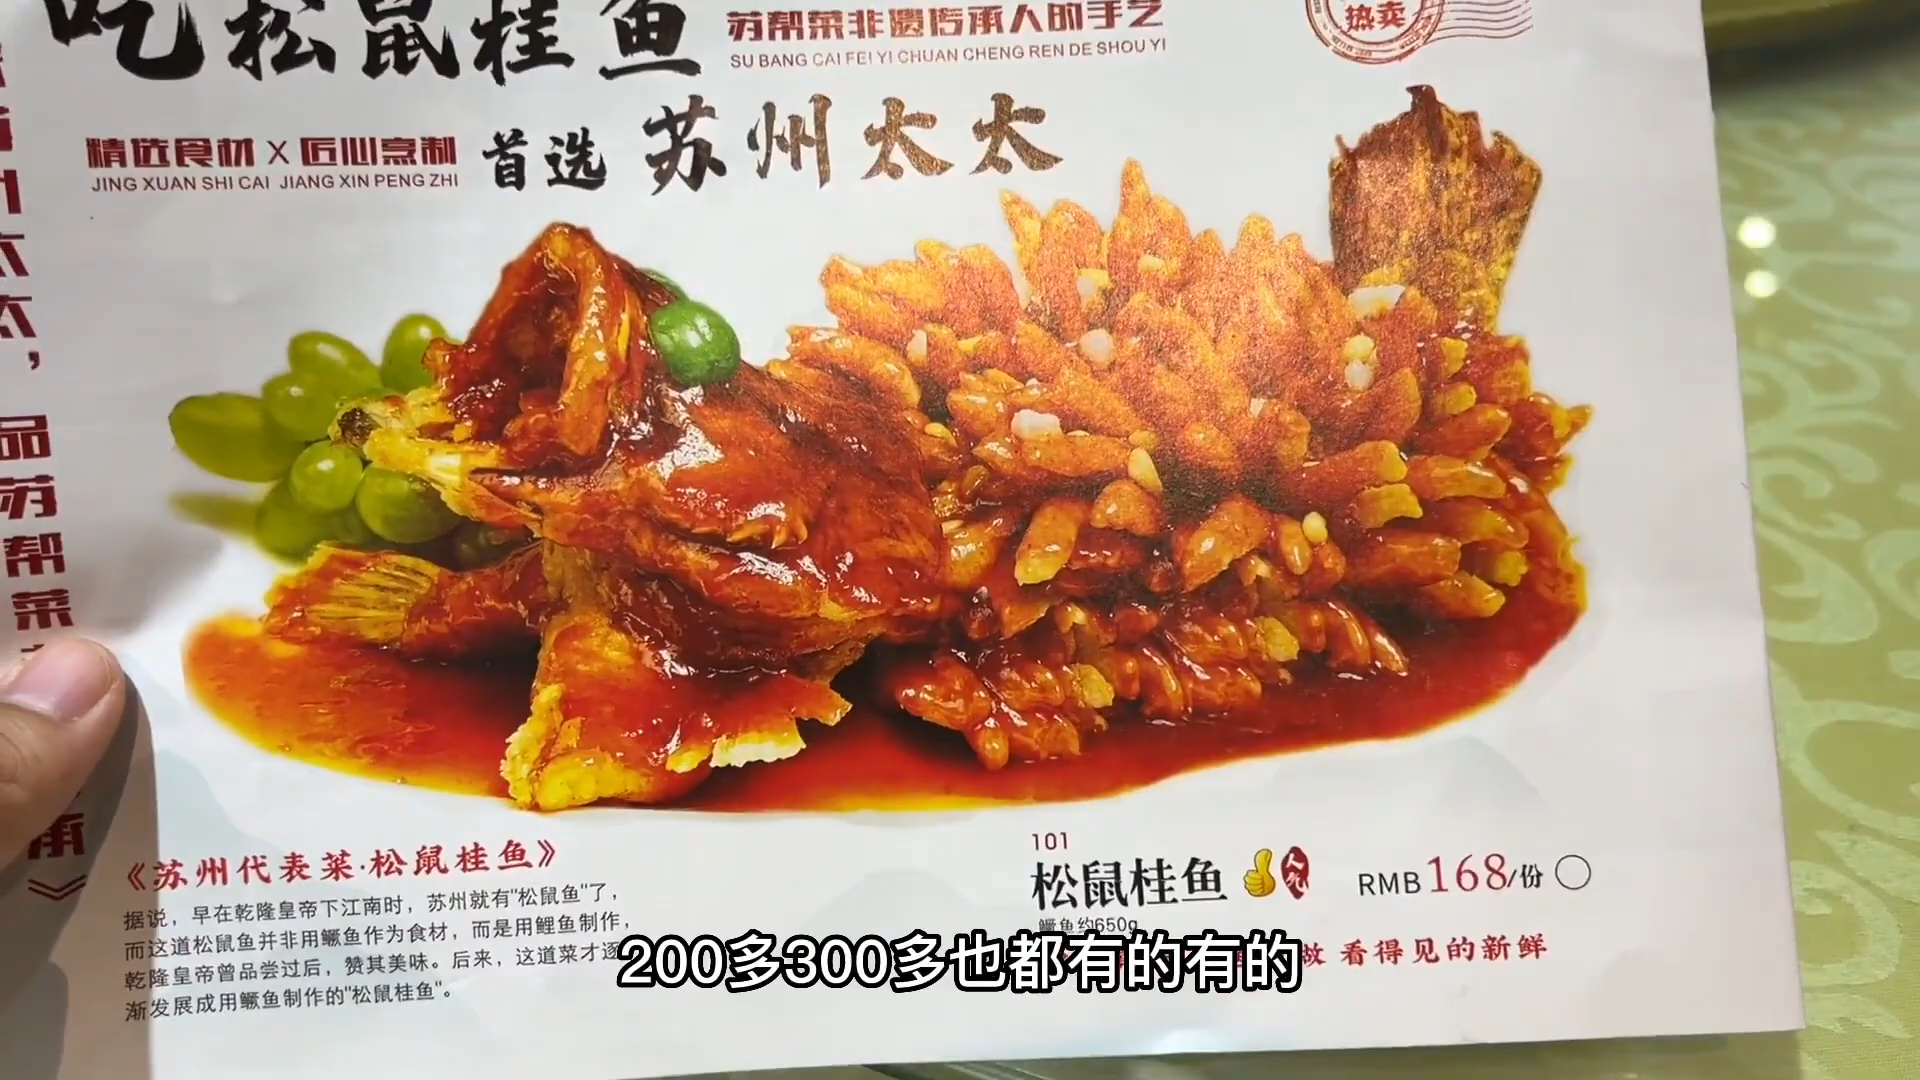 吃松鼠桂鱼
苏帮菜非遗传承人的手艺
SU BANG CAI FEI YI CHUAN CHENG REN DE SHOU YI
热卖
精选食材 X 匠心烹制
JING XUAN SHI CAI JIANG XIN PENG ZHI
首选 苏州太太
太，品苏帮菜
《苏州代表菜·松鼠桂鱼》
据说，早在乾隆皇帝下江南时，苏州就有"松鼠鱼"了，
而这道松鼠鱼并非用鳜鱼作为食材，而是用鲤鱼制作，
乾隆皇帝曾品尝过后，赞其美味。后来，这道菜才逐
渐发展成用鳜鱼制作的"松鼠桂鱼"。
101
松鼠桂鱼 人气 RMB 168/份
鳜鱼约650g
看得见的新鲜
200多300多也都有的有的